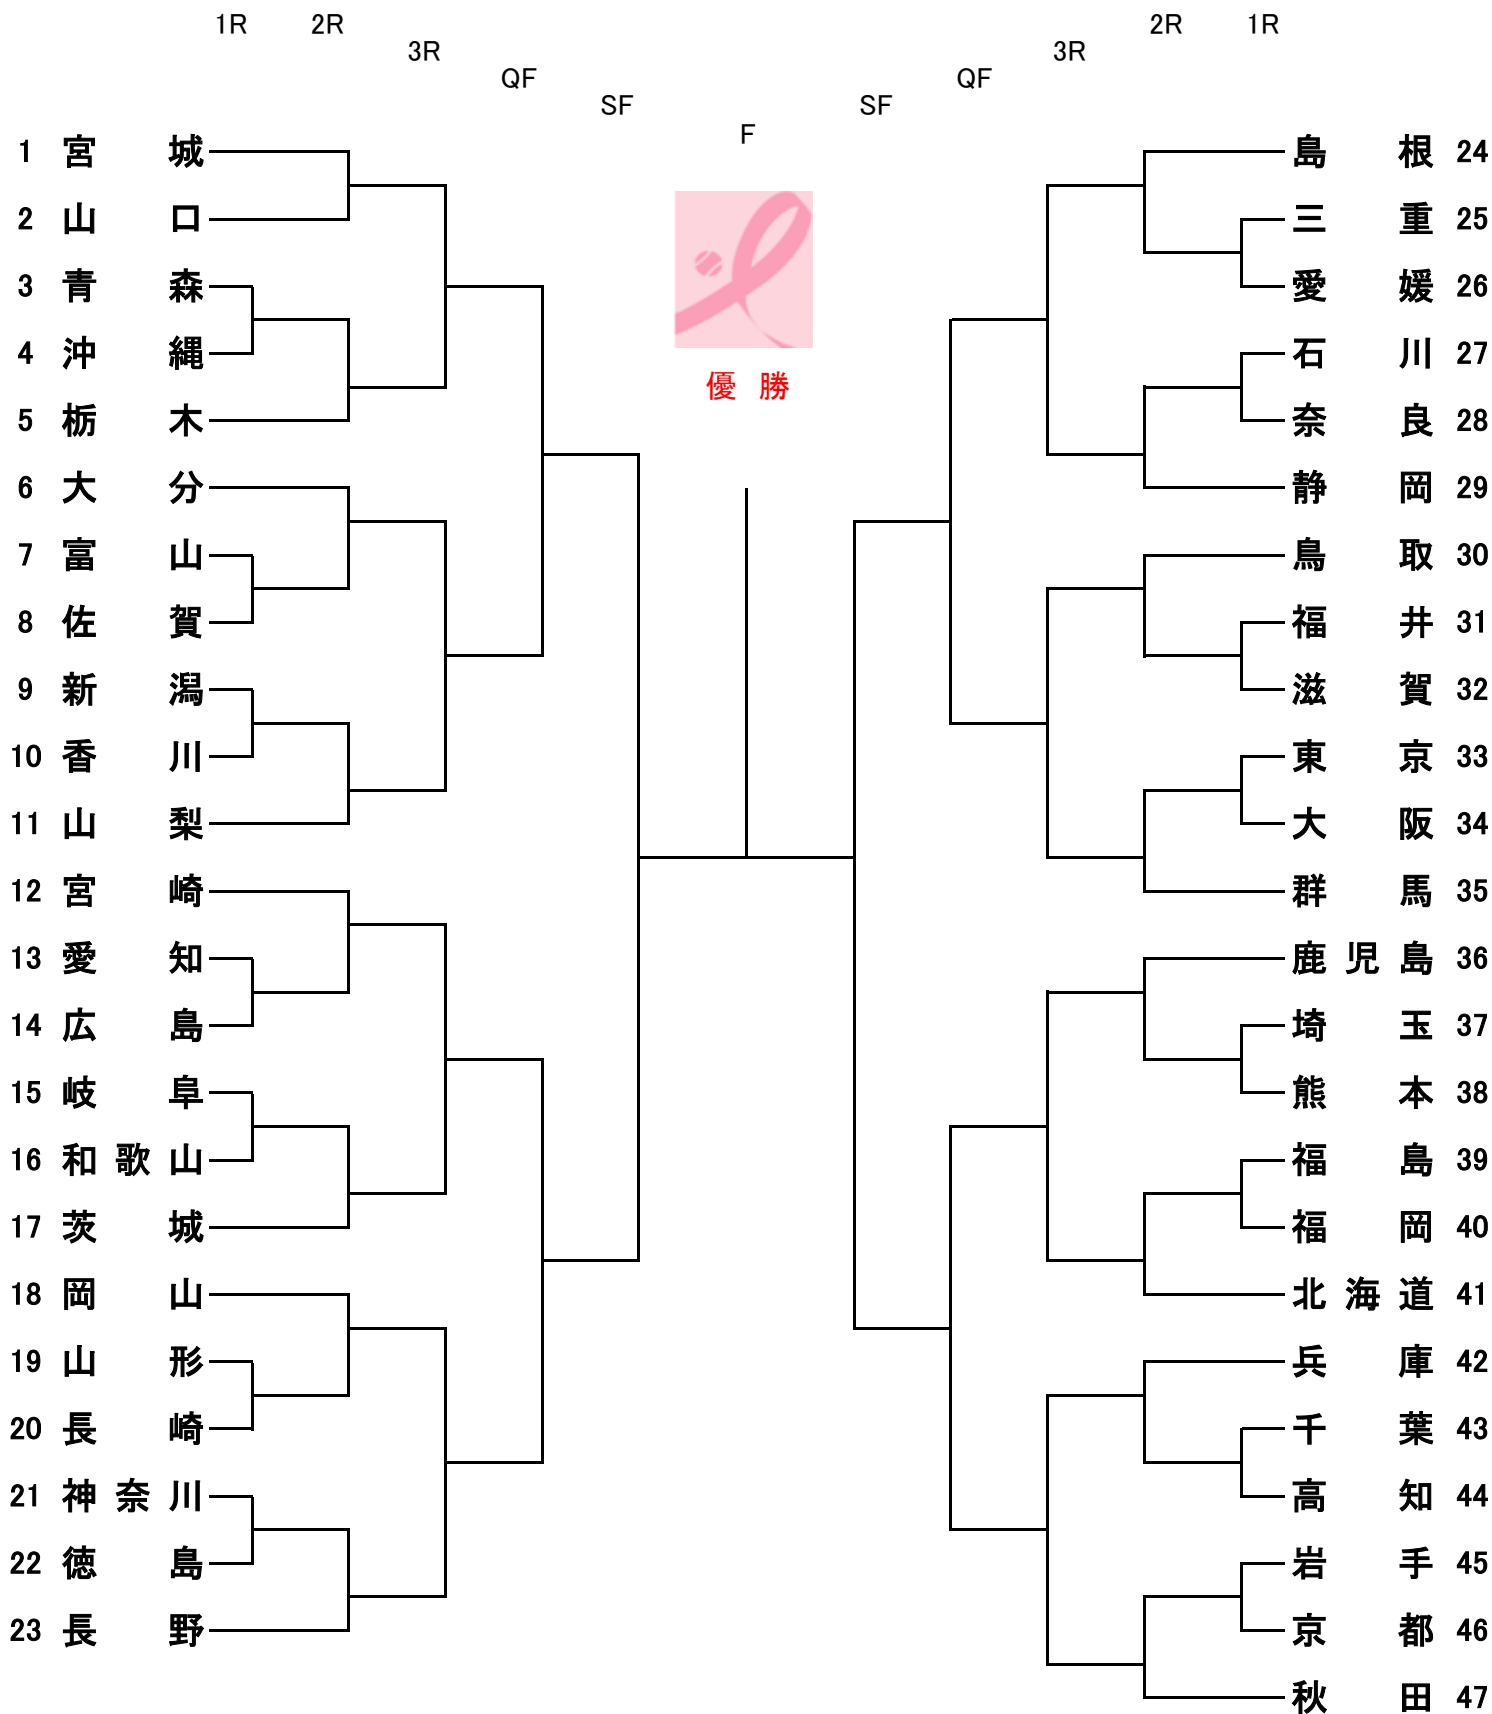 1R 2R 2R 1R
3R 3R
QF QF
SF SF
F
1 宮城
2 山口
3 青森
4 沖縄
5 栃木
6 大分
7 富山
8 佐賀
9 新潟
10 香川
11 山梨
12 宮崎
13 愛知
14 広島
15 岐阜
16 和歌山
17 茨城
18 岡山
19 山形
20 長崎
21 神奈川
22 徳島
23 長野
優勝
島根 24
三重 25
愛媛 26
石川 27
奈良 28
静岡 29
鳥取 30
福井 31
滋賀 32
東京 33
大阪 34
群馬 35
鹿児島 36
埼玉 37
熊本 38
福島 39
福岡 40
北海道 41
兵庫 42
千葉 43
高知 44
岩手 45
京都 46
秋田 47